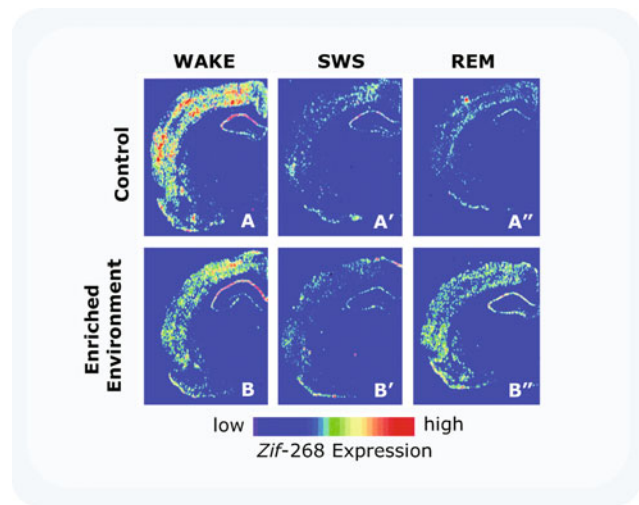 WAKE SWS REM
Control
A A′ A″
Enriched
Environment
B B′ B″
low high
Zif-268 Expression